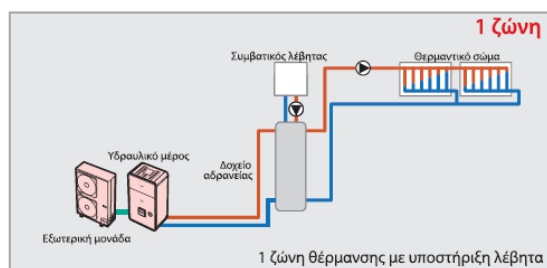 1 ζώνη
Συμβατικός λέβητας
Θερμαντικό σώμα
Υδραυλικό μέρος
Δοχείο
αδρανείας
Εξωτερική μονάδα
1 ζώνη θέρμανσης με υποστήριξη λέβητα